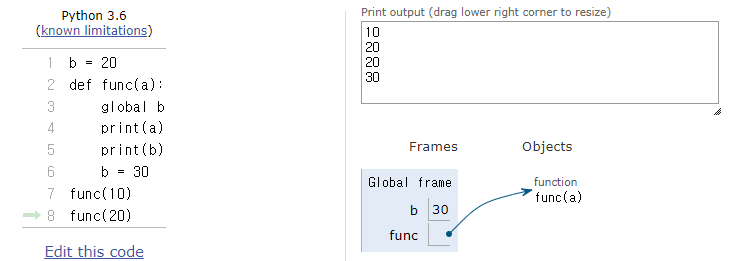 Python 3.6
(known limitations)
1 b = 20
2 def func(a):
3     global b
4     print(a)
5     print(b)
6     b = 30
7 func(10)
8 func(20)
Edit this code
Print output (drag lower right corner to resize)
10
20
20
30
Frames Objects
Global frame
b 30
func
function
func(a)